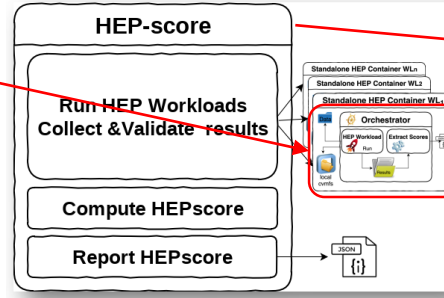 HEP-score
Run HEP Workloads
Collect &Validate results
Compute HEPscore
Report HEPscore
Standalone HEP Container WLn
Standalone HEP Container WL2
Standalone HEP Container WL
Orchestrator
HEP Workload
Run
Extract Scores
Results
local
cvmfs
JSON
{i}